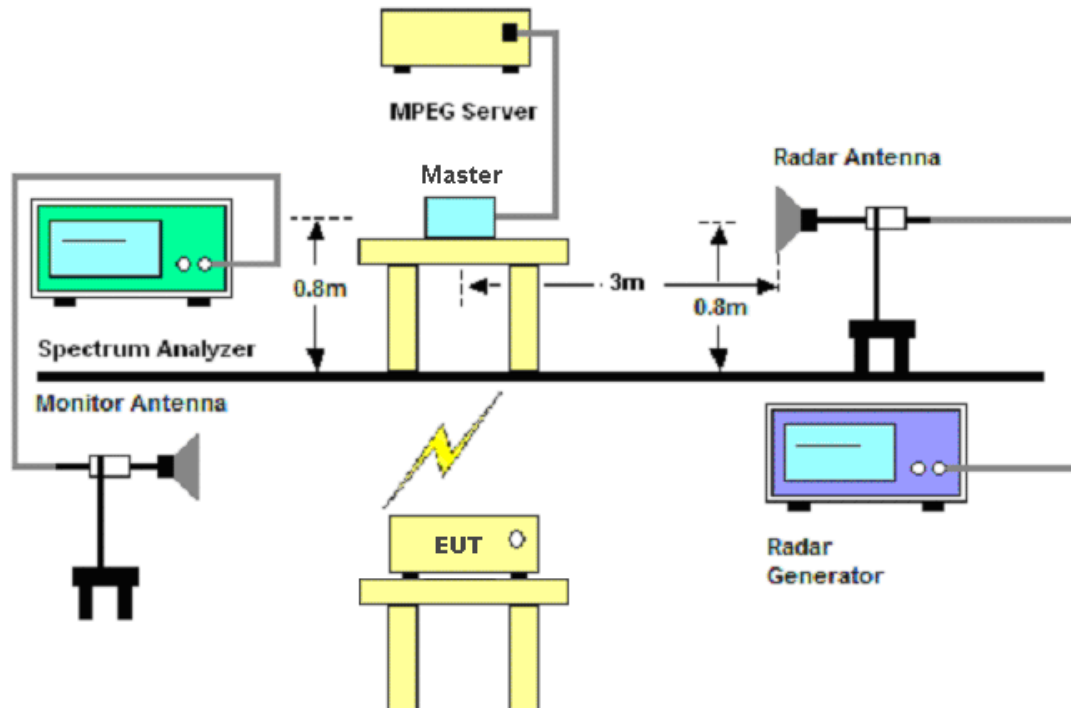 MPEG Server
Master
Radar Antenna
0.8m
3m
0.8m
Spectrum Analyzer
Monitor Antenna
EUT
Radar
Generator